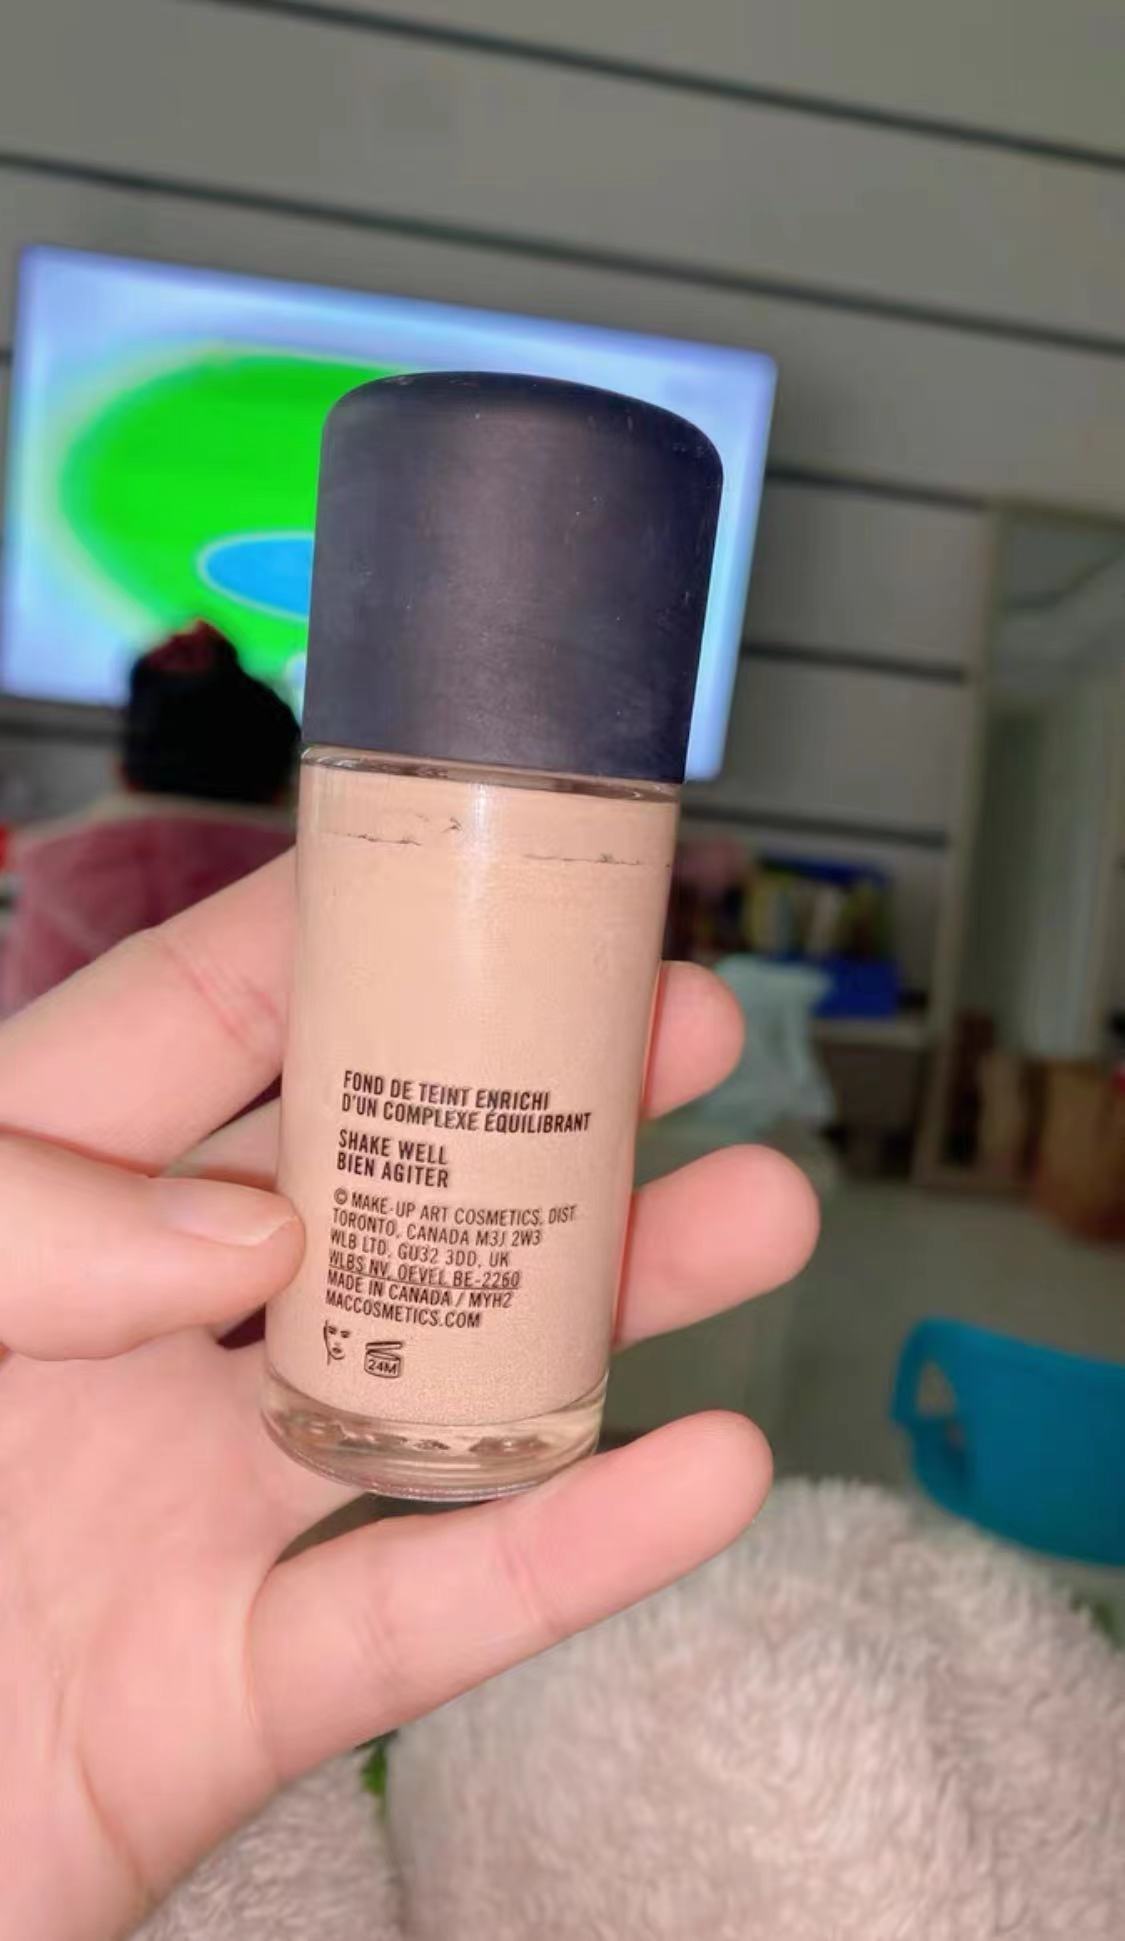 FOND DE TEINT ENRICHI
D'UN COMPLEXE ÉQUILIBRANT
SHAKE WELL
BIEN AGITER
© MAKE-UP ART COSMETICS, DIST.
TORONTO, CANADA M3J 2W3
WLB LTD, GU32 3DD, UK
WLBS NV, OEVEL BE-2260
MADE IN CANADA / MYH2
MACCOSMETICS.COM
24M